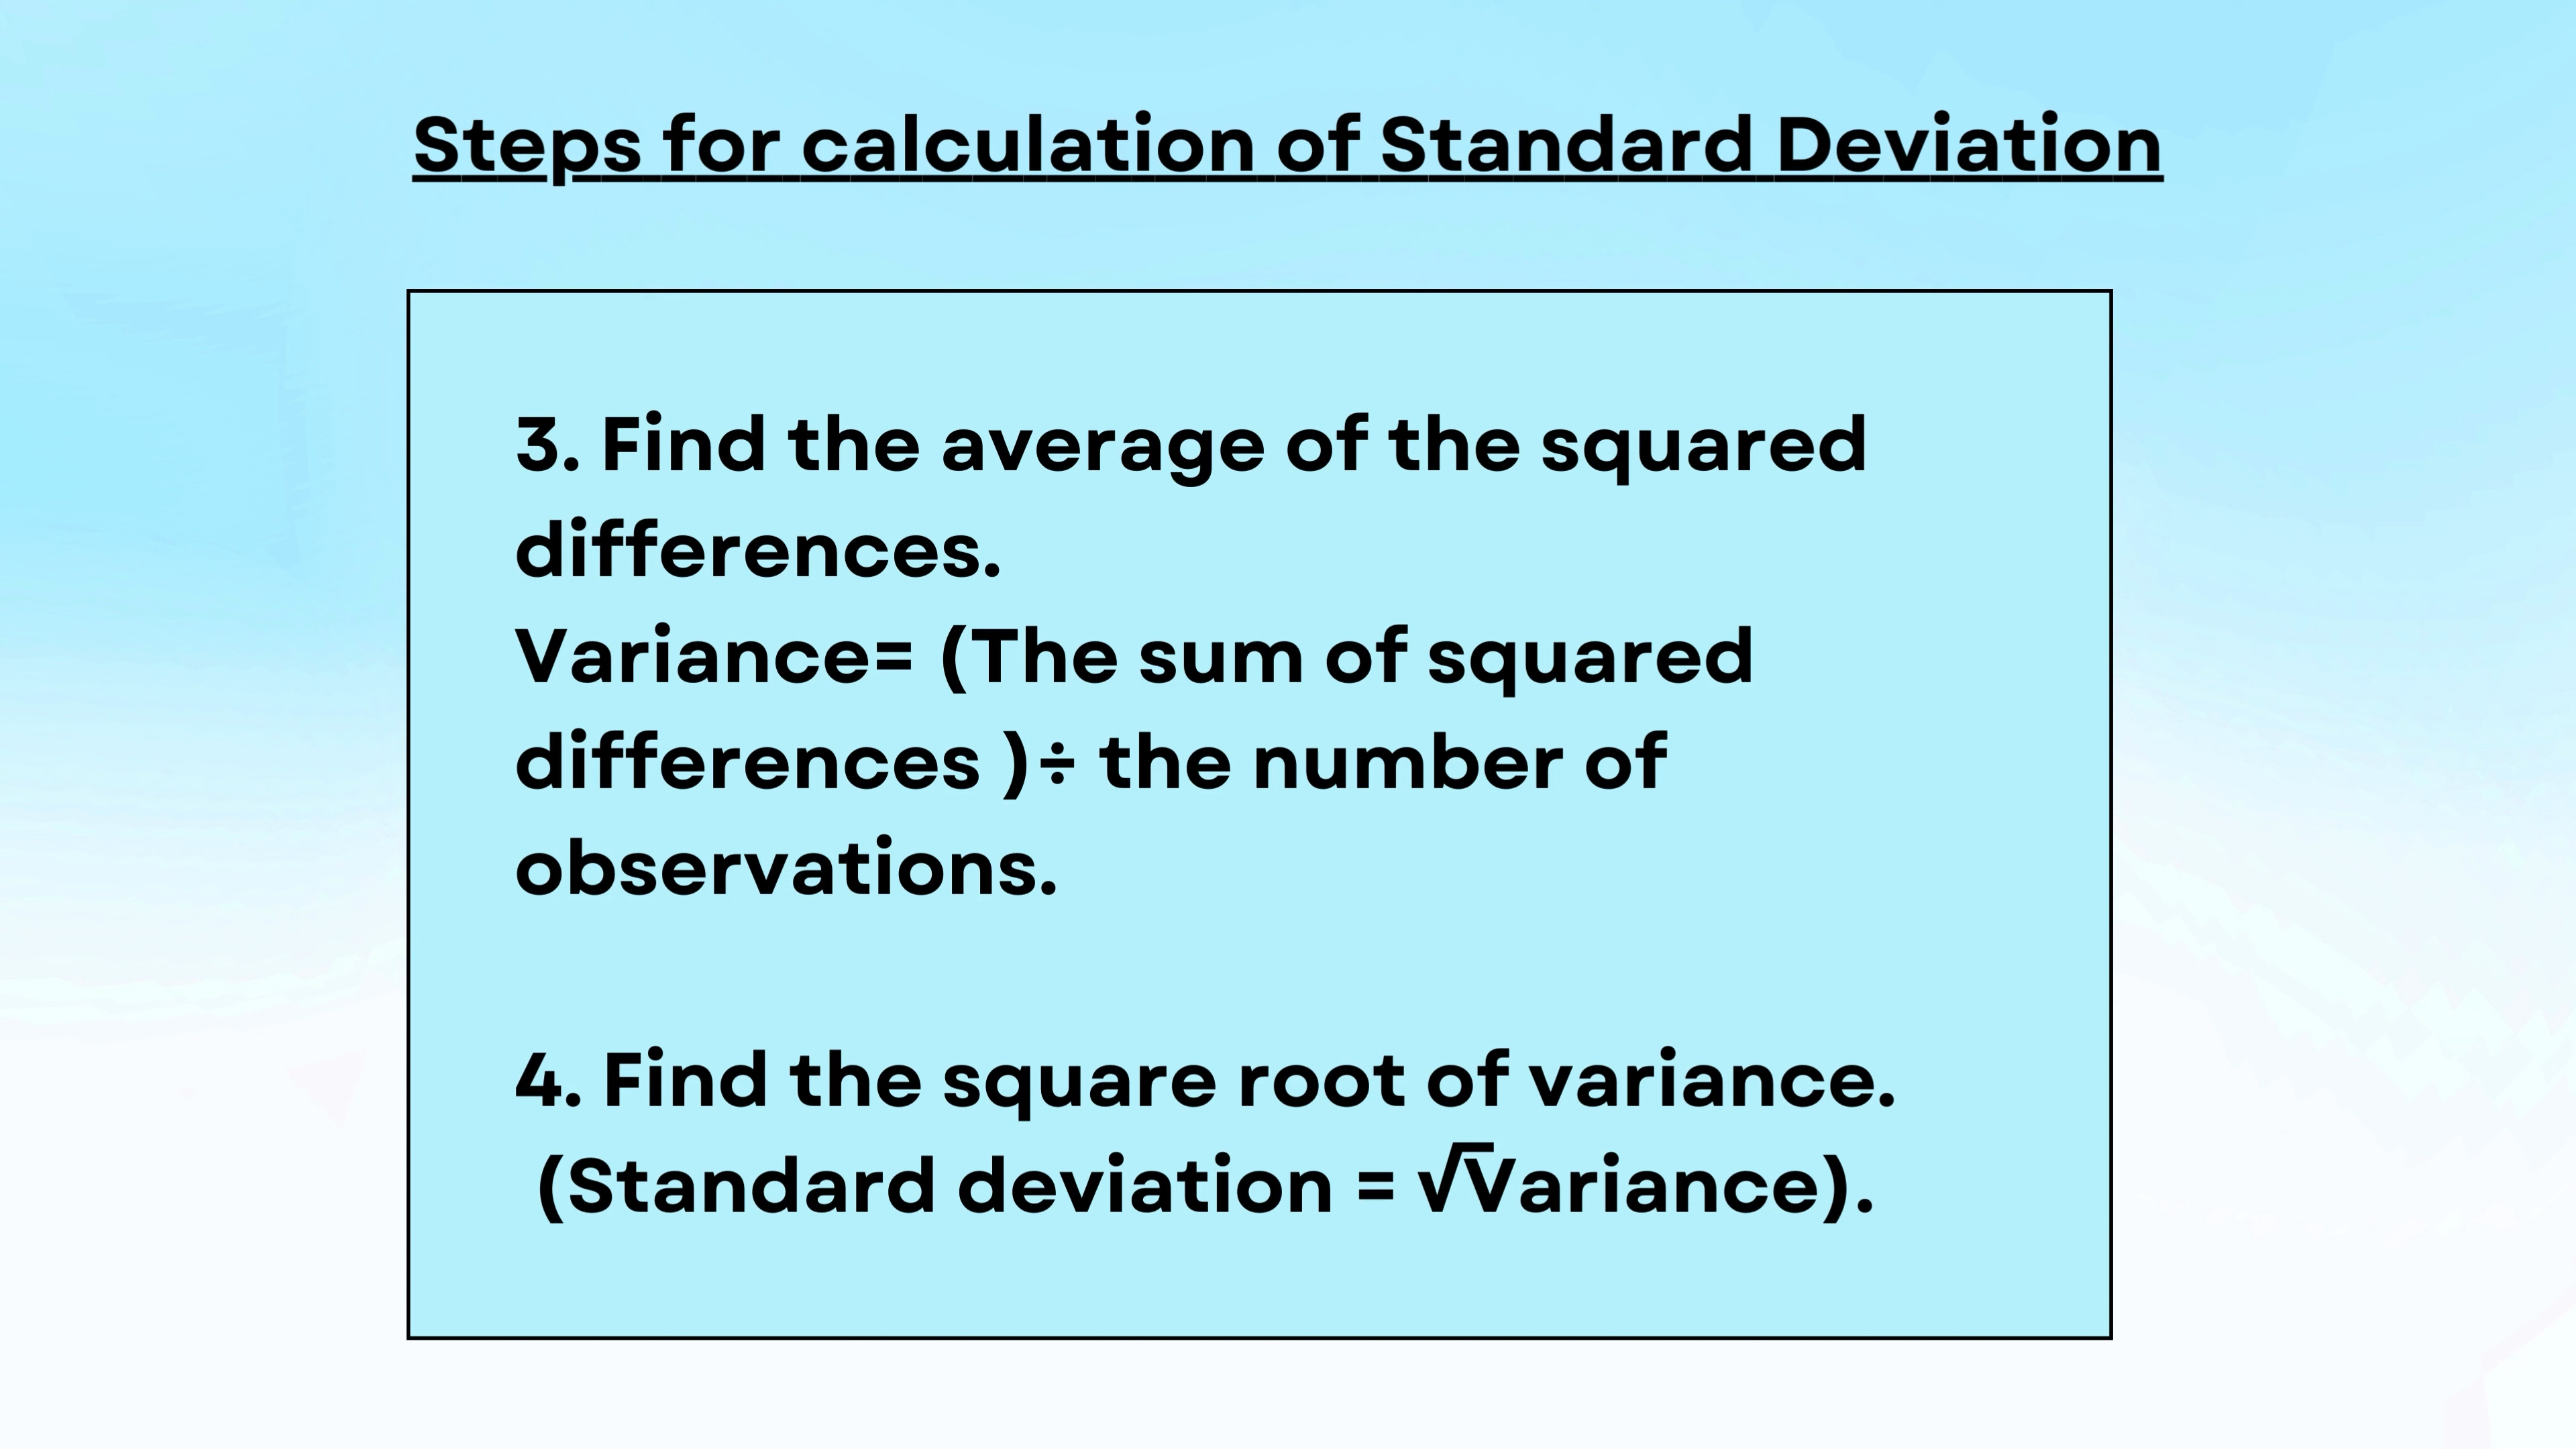 Steps for calculation of Standard Deviation
3. Find the average of the squared
differences.
Variance= (The sum of squared
differences )÷ the number of
observations.
4. Find the square root of variance.
(Standard deviation = √Variance).